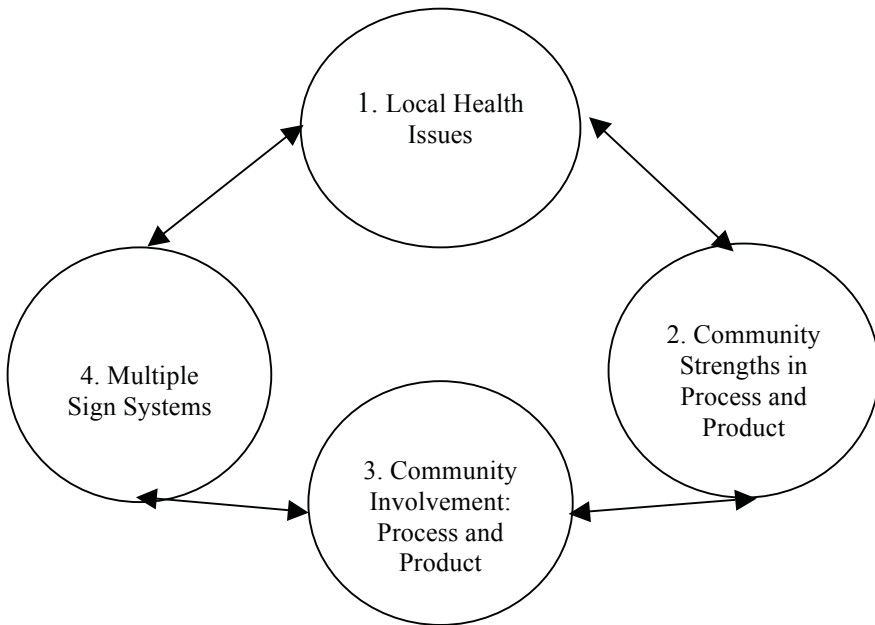 1. Local Health
Issues
2. Community
Strengths in
Process and
Product
3. Community
Involvement:
Process and
Product
4. Multiple
Sign Systems